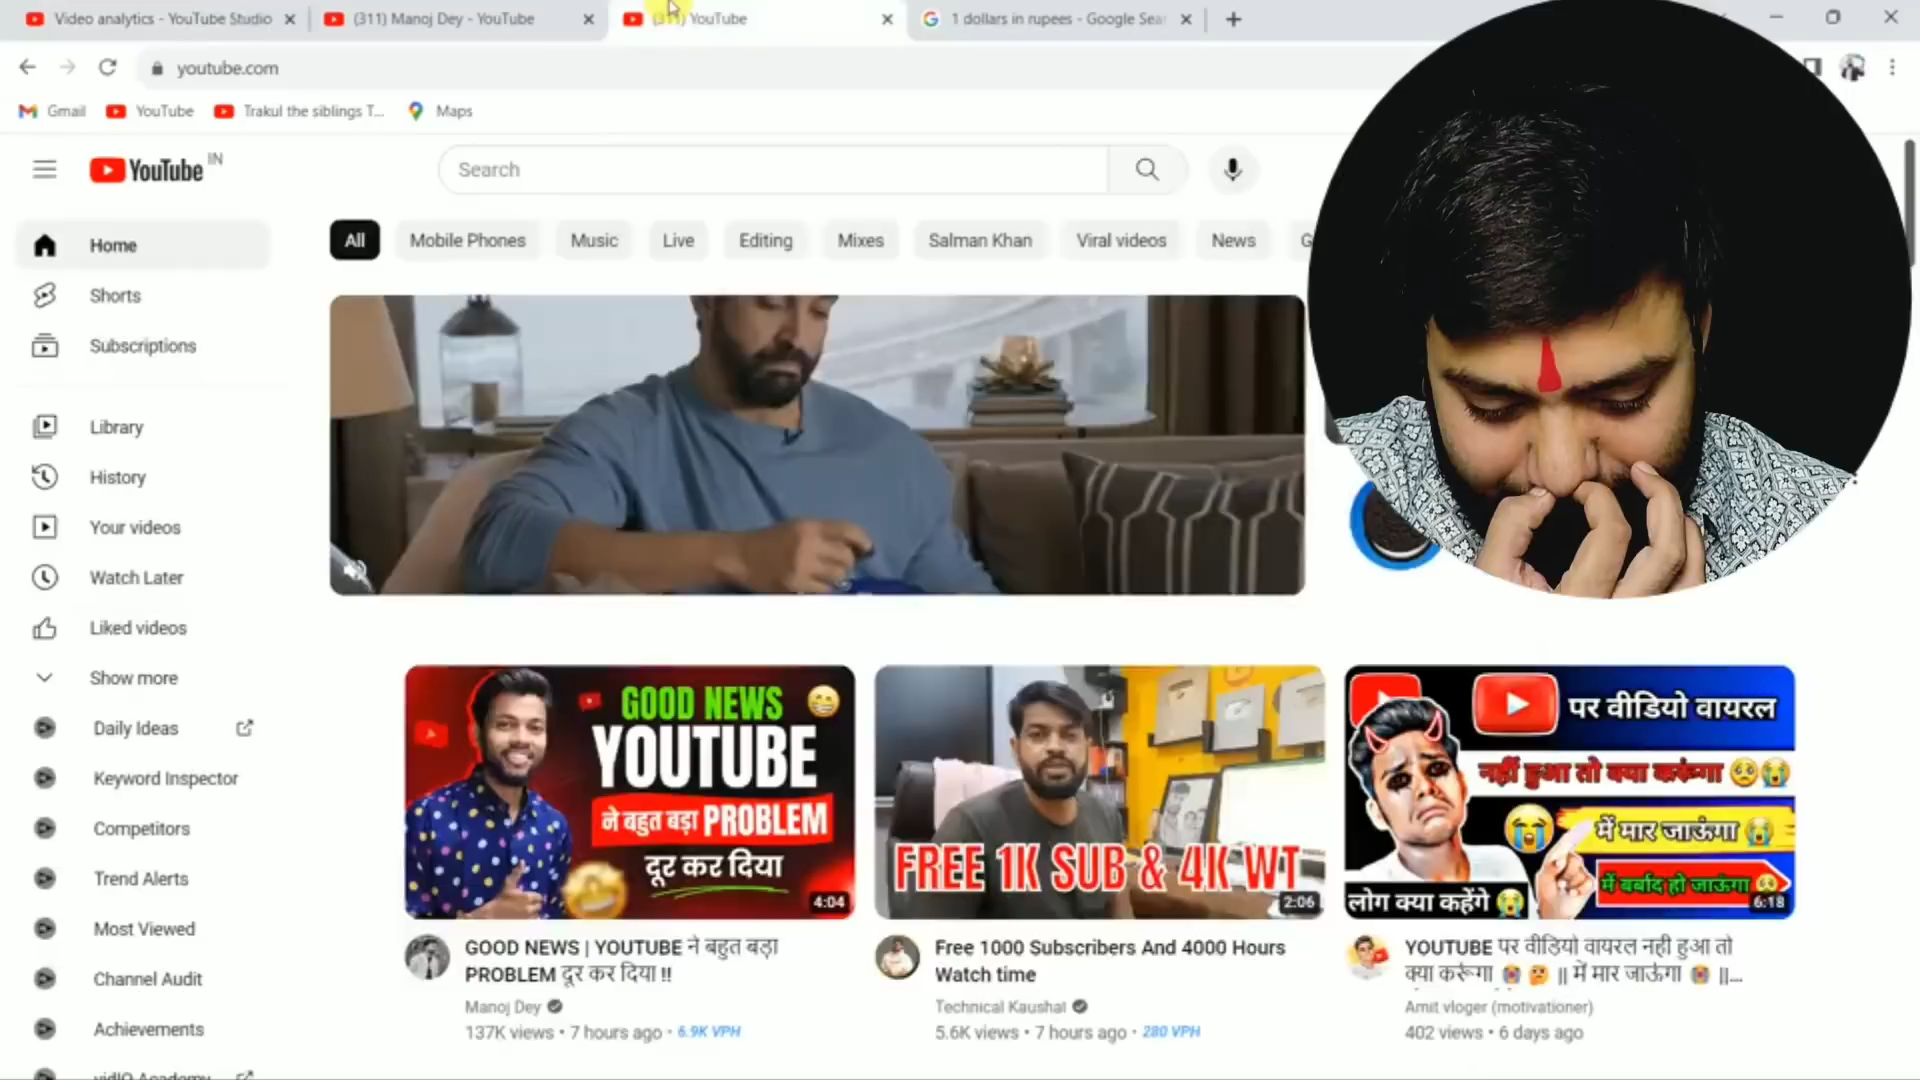 Video analytics - YouTube Studio
(311) Manoj Dey - YouTube
(311) YouTube
1 dollars in rupees - Google Sear
youtube.com
Gmail
YouTube
Trakul the siblings T...
Maps
YouTube IN
Search
All
Mobile Phones
Music
Live
Editing
Mixes
Salman Khan
Viral videos
News
G
Home
Shorts
Subscriptions
Library
History
Your videos
Watch Later
Liked videos
Show more
Daily Ideas
Keyword Inspector
Competitors
Trend Alerts
Most Viewed
Channel Audit
Achievements
vidIQ Academy
GOOD NEWS
YOUTUBE
ने बहुत बड़ा PROBLEM
दूर कर दिया
4:04
GOOD NEWS | YOUTUBE ने बहुत बड़ा
PROBLEM दूर कर दिया !!
Manoj Dey
137K views • 7 hours ago • 6.9K VPH
FREE 1K SUB & 4K WT
2:06
Free 1000 Subscribers And 4000 Hours
Watch time
Technical Kaushal
5.6K views • 7 hours ago • 280 VPH
पर वीडियो वायरल
नहीं हुआ तो क्या करूंगा 🥺😭
😭 में मार जाऊंगा 😭
में बर्बाद हो जाऊंगा 🥺
लोग क्या कहेंगे 😭
6:18
YOUTUBE पर वीडियो वायरल नही हुआ तो
क्या करूंगा 😭 🤔 || में मार जाऊंगा 😭 ||...
Amit vloger (motivationer)
402 views • 6 days ago